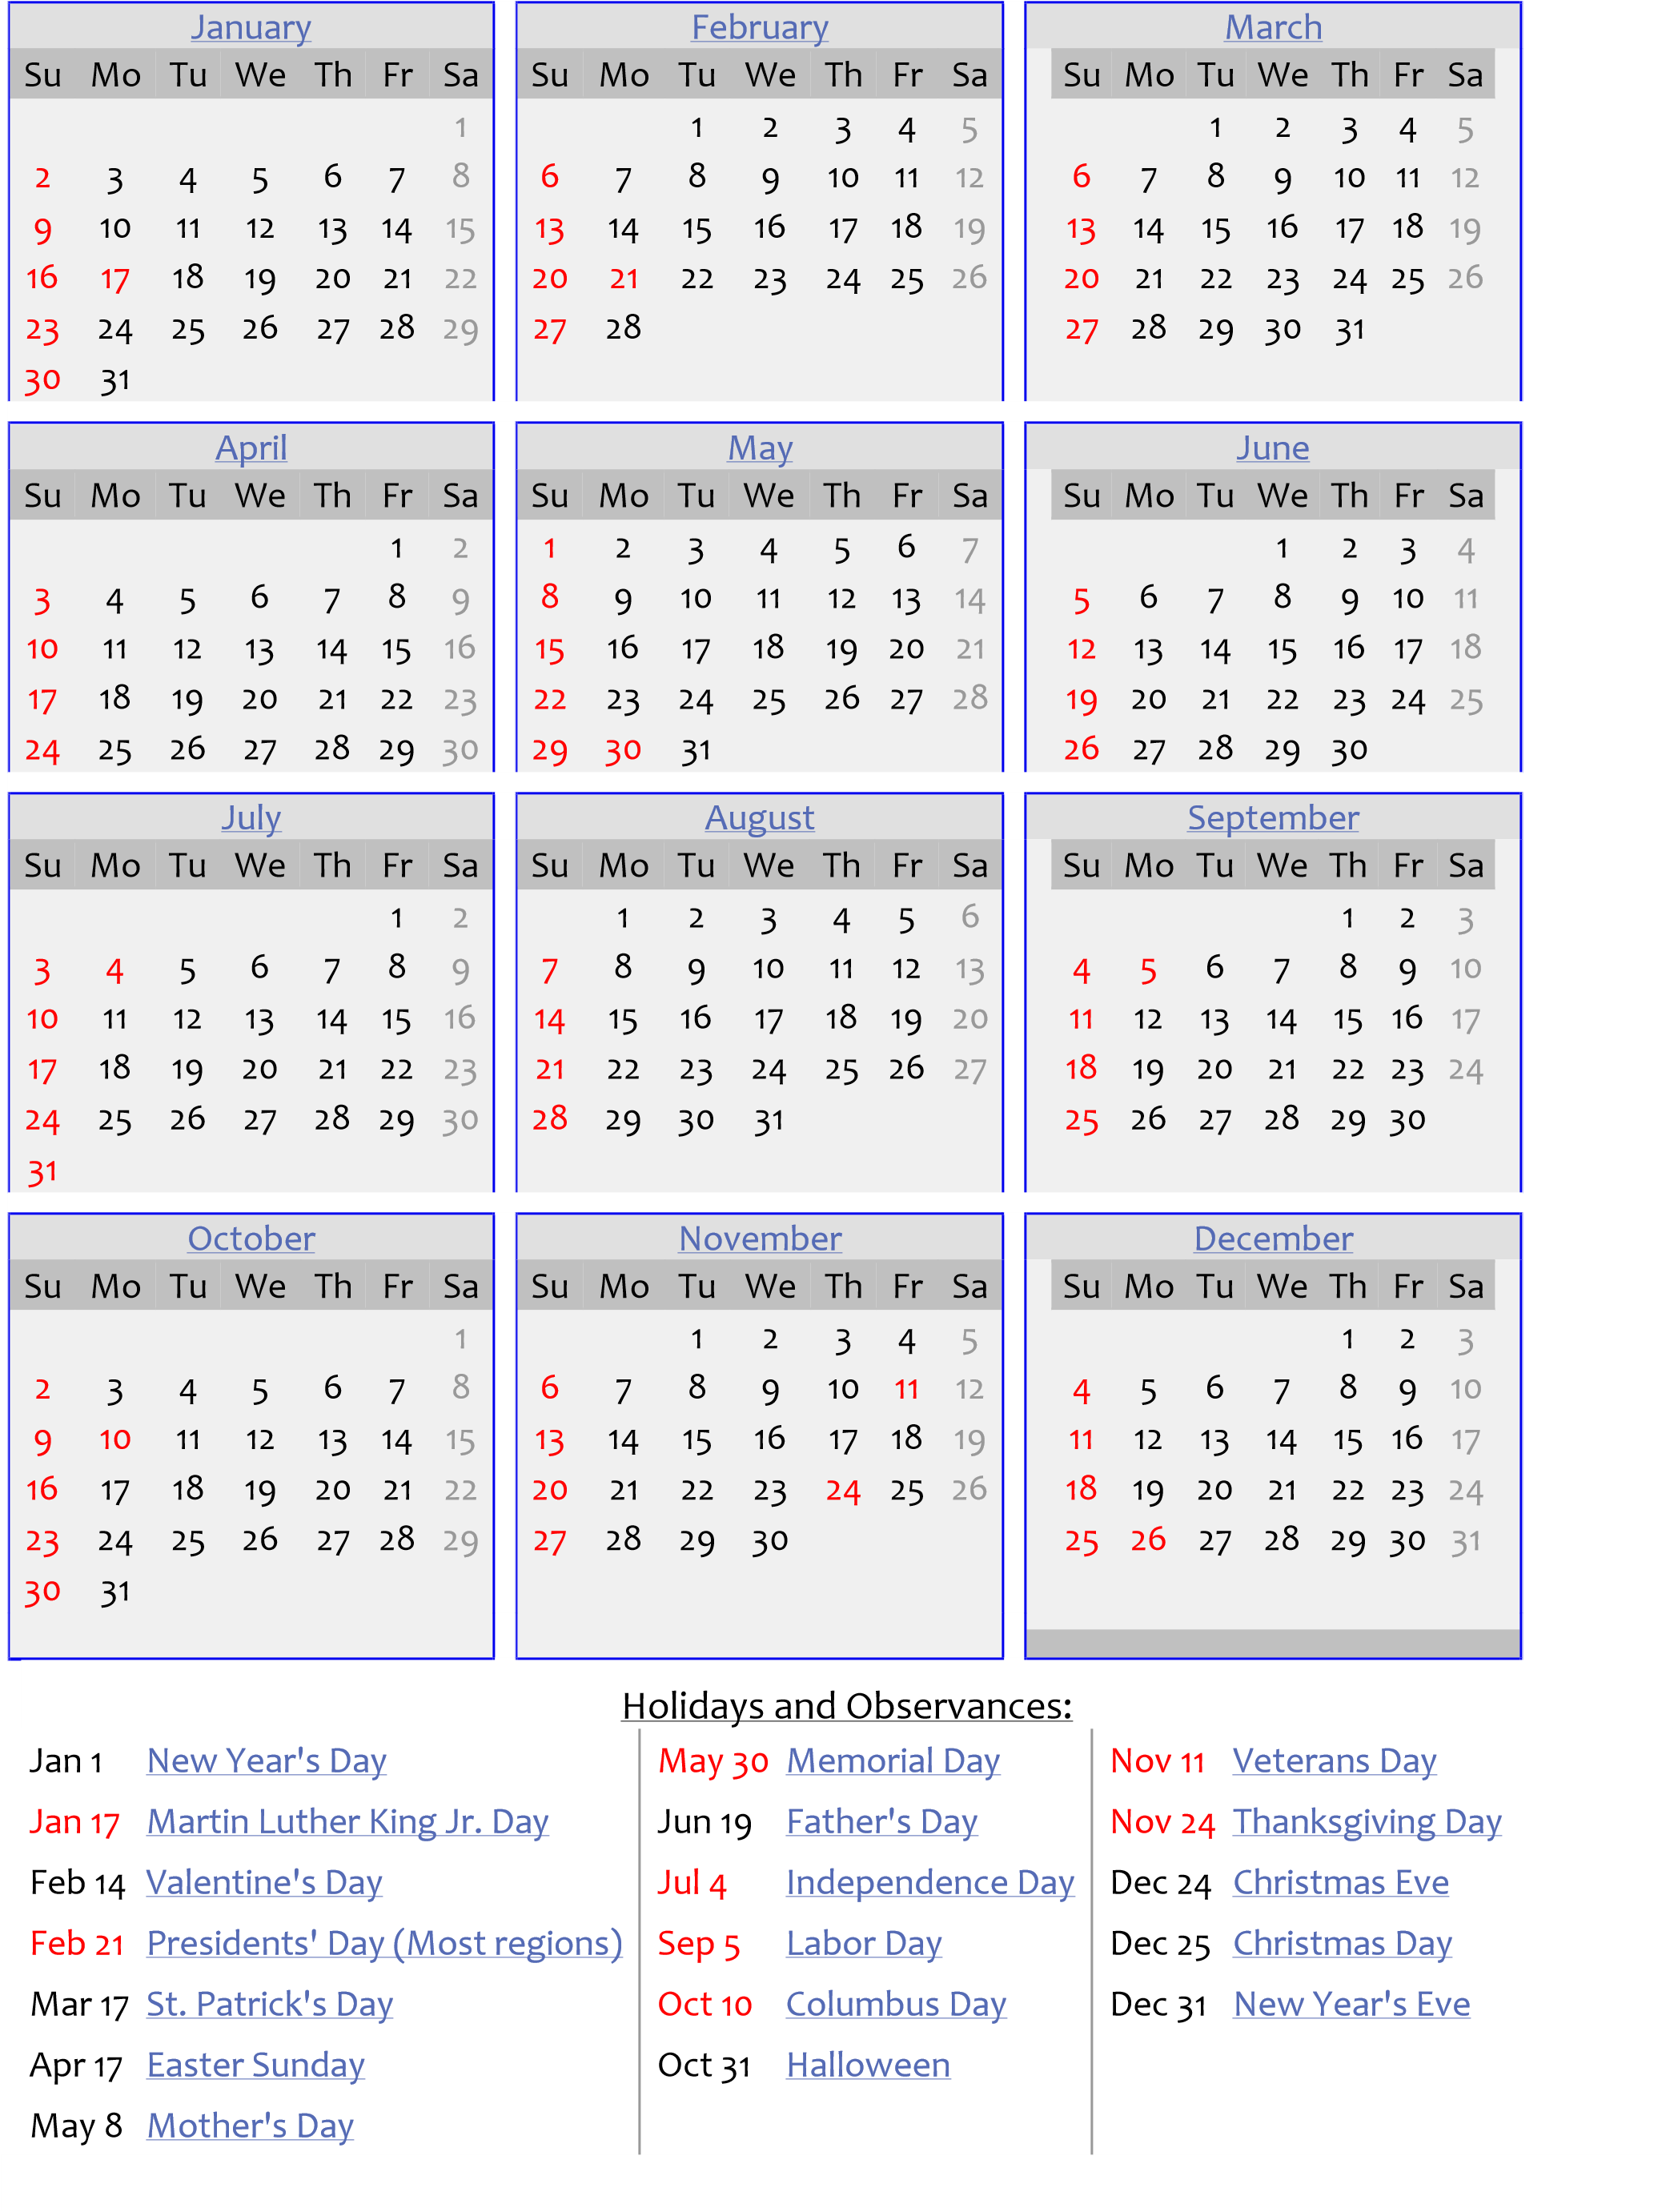 January
Su Mo Tu We Th Fr Sa
1
2 3 4 5 6 7 8
9 10 11 12 13 14 15
16 17 18 19 20 21 22
23 24 25 26 27 28 29
30 31
February
Su Mo Tu We Th Fr Sa
1 2 3 4 5
6 7 8 9 10 11 12
13 14 15 16 17 18 19
20 21 22 23 24 25 26
27 28
March
Su Mo Tu We Th Fr Sa
1 2 3 4 5
6 7 8 9 10 11 12
13 14 15 16 17 18 19
20 21 22 23 24 25 26
27 28 29 30 31
April
Su Mo Tu We Th Fr Sa
1 2
3 4 5 6 7 8 9
10 11 12 13 14 15 16
17 18 19 20 21 22 23
24 25 26 27 28 29 30
May
Su Mo Tu We Th Fr Sa
1 2 3 4 5 6 7
8 9 10 11 12 13 14
15 16 17 18 19 20 21
22 23 24 25 26 27 28
29 30 31
June
Su Mo Tu We Th Fr Sa
1 2 3 4
5 6 7 8 9 10 11
12 13 14 15 16 17 18
19 20 21 22 23 24 25
26 27 28 29 30
July
Su Mo Tu We Th Fr Sa
1 2
3 4 5 6 7 8 9
10 11 12 13 14 15 16
17 18 19 20 21 22 23
24 25 26 27 28 29 30
31
August
Su Mo Tu We Th Fr Sa
1 2 3 4 5 6
7 8 9 10 11 12 13
14 15 16 17 18 19 20
21 22 23 24 25 26 27
28 29 30 31
September
Su Mo Tu We Th Fr Sa
1 2 3
4 5 6 7 8 9 10
11 12 13 14 15 16 17
18 19 20 21 22 23 24
25 26 27 28 29 30
October
Su Mo Tu We Th Fr Sa
1
2 3 4 5 6 7 8
9 10 11 12 13 14 15
16 17 18 19 20 21 22
23 24 25 26 27 28 29
30 31
November
Su Mo Tu We Th Fr Sa
1 2 3 4 5
6 7 8 9 10 11 12
13 14 15 16 17 18 19
20 21 22 23 24 25 26
27 28 29 30
December
Su Mo Tu We Th Fr Sa
1 2 3
4 5 6 7 8 9 10
11 12 13 14 15 16 17
18 19 20 21 22 23 24
25 26 27 28 29 30 31
Holidays and Observances:
Jan 1 New Year's Day
Jan 17 Martin Luther King Jr. Day
Feb 14 Valentine's Day
Feb 21 Presidents' Day (Most regions)
Mar 17 St. Patrick's Day
Apr 17 Easter Sunday
May 8 Mother's Day
May 30 Memorial Day
Jun 19 Father's Day
Jul 4 Independence Day
Sep 5 Labor Day
Oct 10 Columbus Day
Oct 31 Halloween
Nov 11 Veterans Day
Nov 24 Thanksgiving Day
Dec 24 Christmas Eve
Dec 25 Christmas Day
Dec 31 New Year's Eve